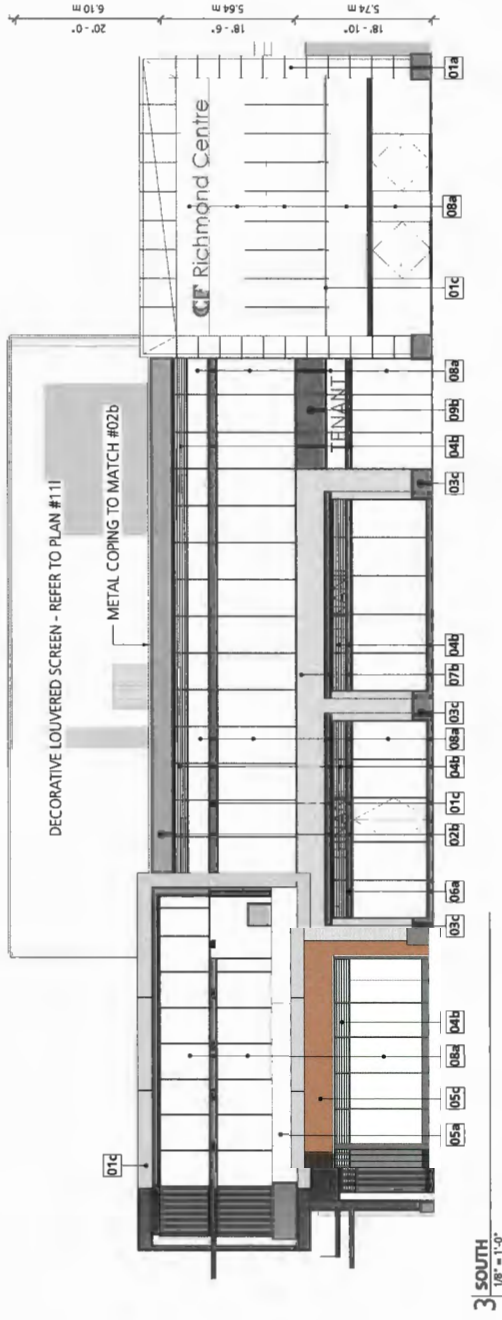 6.10 m
20' - 0"
5.64 m
18' - 6"
5.74 m
18' - 10"
DECORATIVE LOUVERED SCREEN - REFER TO PLAN #11I
METAL COPING TO MATCH #02b
CF Richmond Centre
TENANT
01c
05a
05c
08a
04b
03c
06a
02b
01c
04b
08a
03c
07b
04b
03c
04b
09b
08a
01c
08a
01a
3 SOUTH
1/8" = 1'-0"